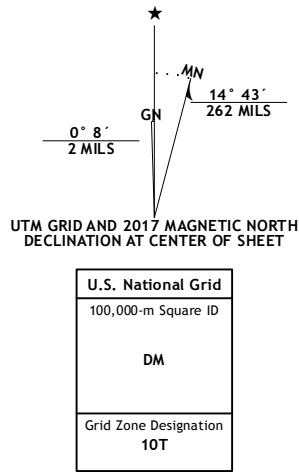 MN
GN
14° 43´
262 MILS
0° 8´
2 MILS
UTM GRID AND 2017 MAGNETIC NORTH
DECLINATION AT CENTER OF SHEET
U.S. National Grid
100,000-m Square ID
DM
Grid Zone Designation
10T